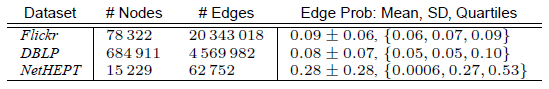 Dataset # Nodes # Edges Edge Prob: Mean, SD, Quartiles
Flickr 78 322 20 343 018 0.09 ± 0.06, {0.06, 0.07, 0.09}
DBLP 684 911 4 569 982 0.08 ± 0.07, {0.05, 0.05, 0.10}
NetHEPT 15 229 62 752 0.28 ± 0.28, {0.0006, 0.27, 0.53}